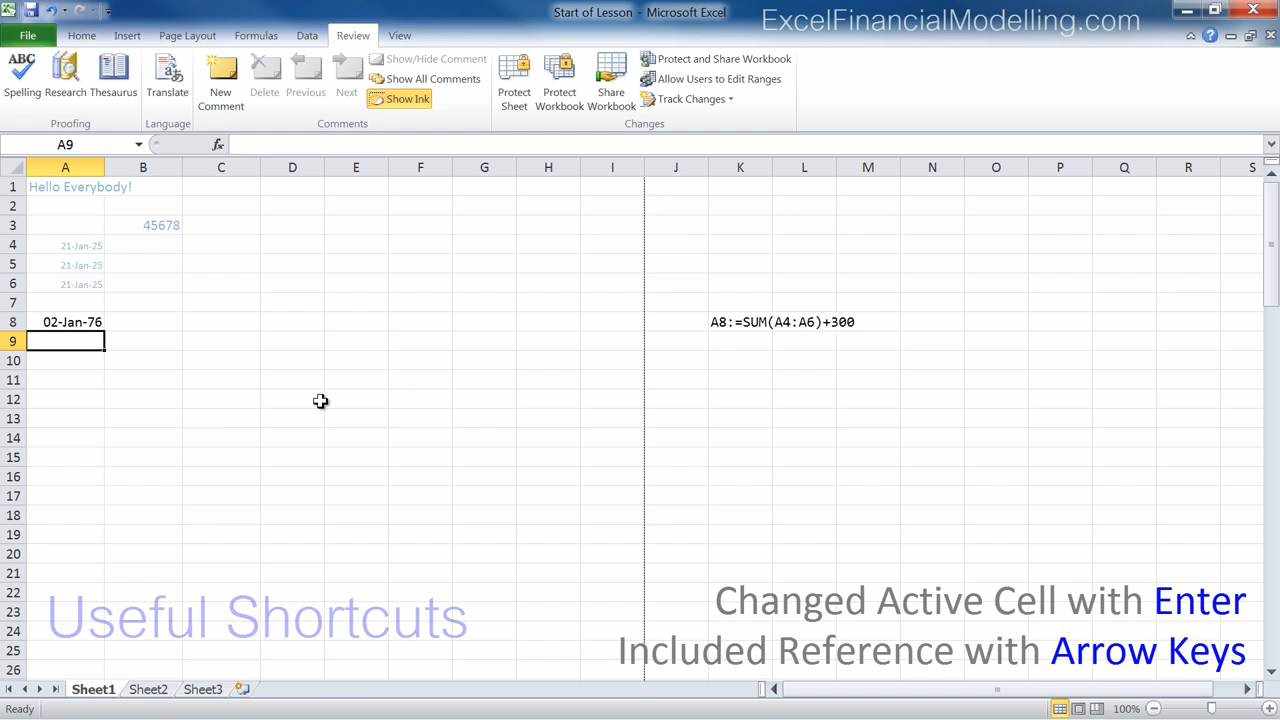 Start of Lesson - Microsoft Excel
ExcelFinancialModelling.com
File Home Insert Page Layout Formulas Data Review View
ABC
Spelling Research Thesaurus
Proofing
Translate
Language
New Comment
Delete Previous Next
Show/Hide Comment
Show All Comments
Show Ink
Comments
Protect Sheet
Protect Workbook
Share Workbook
Protect and Share Workbook
Allow Users to Edit Ranges
Track Changes
Changes
A9 fx
A B C D E F G H I J K L M N O P Q R S
1 Hello Everybody!
2
3 45678
4 21-Jan-25
5 21-Jan-25
6 21-Jan-25
7
8 02-Jan-76 A8:=SUM(A4:A6)+300
9
10
11
12
13
14
15
16
17
18
19
20
21
22
23
24
25
26
Useful Shortcuts
Changed Active Cell with Enter
Included Reference with Arrow Keys
Sheet1 Sheet2 Sheet3
Ready 100%